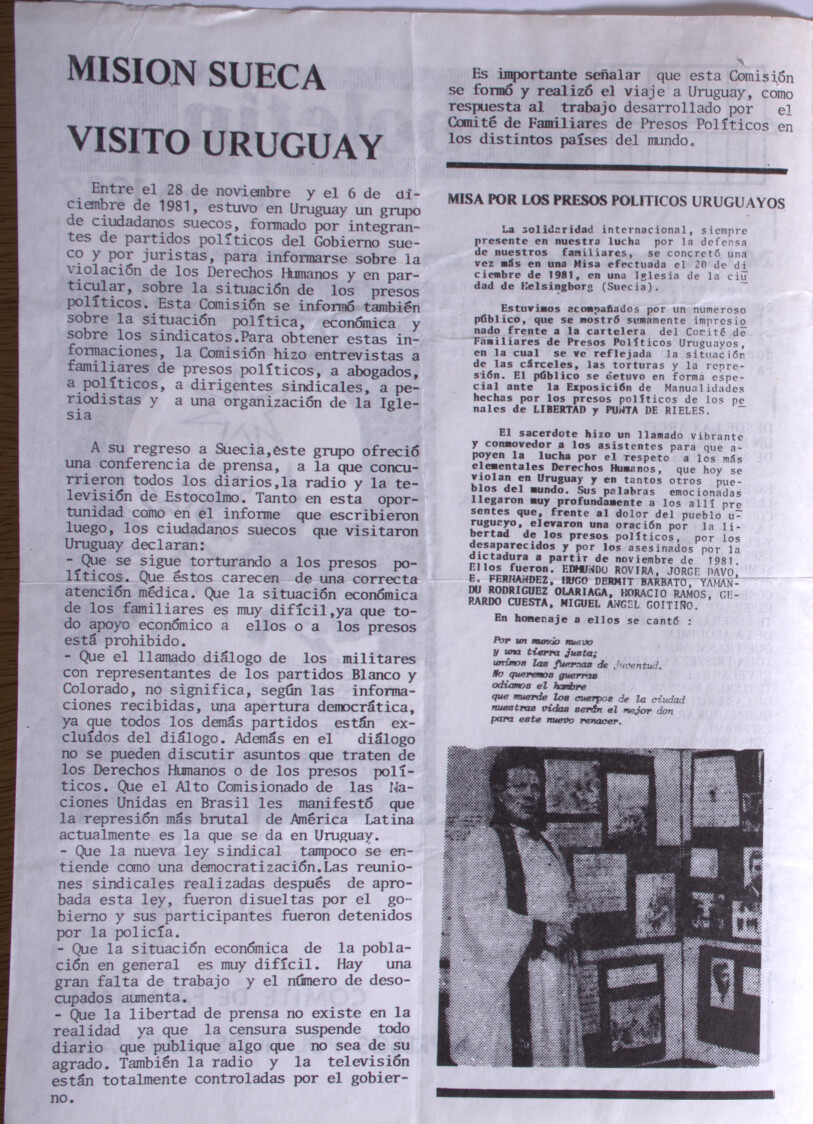 MISION SUECA
VISITO URUGUAY
Entre el 28 de noviembre y el 6 de di-
ciembre de 1981, estuvo en Uruguay un grupo
de ciudadanos suecos, formado por integran-
tes de partidos políticos del Gobierno sue-
co y por juristas, para informarse sobre la
violación de los Derechos Humanos y en par-
ticular, sobre la situación de los presos
políticos. Esta Comisión se informó también
sobre la situación política, económica y
sobre los sindicatos.Para obtener estas in-
formaciones, la Comisión hizo entrevistas a
familiares de presos políticos, a abogados,
a políticos, a dirigentes sindicales, a pe-
riodistas y a una organización de la Igle-
sia
A su regreso a Suecia,este grupo ofreció
una conferencia de prensa, a la que concu-
rrieron todos los diarios,la radio y la te-
levisión de Estocolmo. Tanto en esta opor-
tunidad como en el informe que escribieron
luego, los ciudadanos suecos que visitaron
Uruguay declaran:
- Que se sigue torturando a los presos po-
líticos. Que éstos carecen de una correcta
atención médica. Que la situación económica
de los familiares es muy difícil,ya que to-
do apoyo económico a ellos o a los presos
está prohibido.
- Que el llamado diálogo de los militares
con representantes de los partidos Blanco y
Colorado, no significa, según las informa-
ciones recibidas, una apertura democrática,
ya que todos los demás partidos están ex-
cluídos del diálogo. Además en el diálogo
no se pueden discutir asuntos que traten de
los Derechos Humanos o de los presos polí-
ticos. Que el Alto Comisionado de las Na-
ciones Unidas en Brasil les manifestó que
la represión más brutal de América Latina
actualmente es la que se da en Uruguay.
- Que la nueva ley sindical tampoco se en-
tiende como una democratización.Las reunio-
nes sindicales realizadas después de apro-
bada esta ley, fueron disueltas por el go-
bierno y sus participantes fueron detenidos
por la policía.
- Que la situación económica de la pobla-
ción en general es muy difícil. Hay una
gran falta de trabajo y el número de deso-
cupados aumenta.
- Que la libertad de prensa no existe en la
realidad ya que la censura suspende todo
diario que publique algo que no sea de su
agrado. También la radio y la televisión
están totalmente controladas por el gobier-
no.
Es importante señalar que esta Comisión
se formó y realizó el viaje a Uruguay, como
respuesta al trabajo desarrollado por el
Comité de Familiares de Presos Políticos en
los distintos países del mundo.
MISA POR LOS PRESOS POLITICOS URUGUAYOS
La solidaridad internacional, siempre
presente en nuestra lucha por la defensa
de nuestros familiares, se concretó una
vez más en una Misa efectuada el 20 de di
ciembre de 1981, en una Iglesia de la ciu
dad de Helsingborg (Suecia).
Estuvimos acompañados por un numeroso
público, que se mostró sumamente impresio
nado frente a la cartelera del Comité de
Familiares de Presos Políticos Uruguayos,
en la cual se ve reflejada la situación
de las cárceles, las torturas y la repre-
sión. El público se detuvo en forma espe-
cial ante la Exposición de Manualidades
hechas por los presos políticos de los pe
nales de LIBERTAD y PUNTA DE RIELES.
El sacerdote hizo un llamado vibrante
y conmovedor a los asistentes para que a-
poyen la lucha por el respeto a los más
elementales Derechos Humanos, que hoy se
violan en Uruguay y en tantos otros pue-
blos del mundo. Sus palabras emocionadas
llegaron muy profundamente a los allí pre
sentes que, frente al dolor del pueblo u-
ruguayo, elevaron una oración por la li-
bertad de los presos políticos, por los
desaparecidos y por los asesinados por la
dictadura a partir de noviembre de 1981.
Ellos fueron. EDMUNDO ROVIRA, JORGE DAVO,
E. FERNANDEZ, HUGO DERMIT BARBATO, YAMAN-
DU RODRIGUEZ OLARIAGA, HORACIO RAMOS, GE-
RARDO CUESTA, MIGUEL ANGEL GOITIÑO.
En homenaje a ellos se cantó :
Por un mundo nuevo
y una tierra justa;
unimos las fuerzas de juventud.
No queremos guerras
odiamos el hambre
que muerde los cuerpos de la ciudad
nuestras vidas serán el mejor don
para este nuevo renacer.